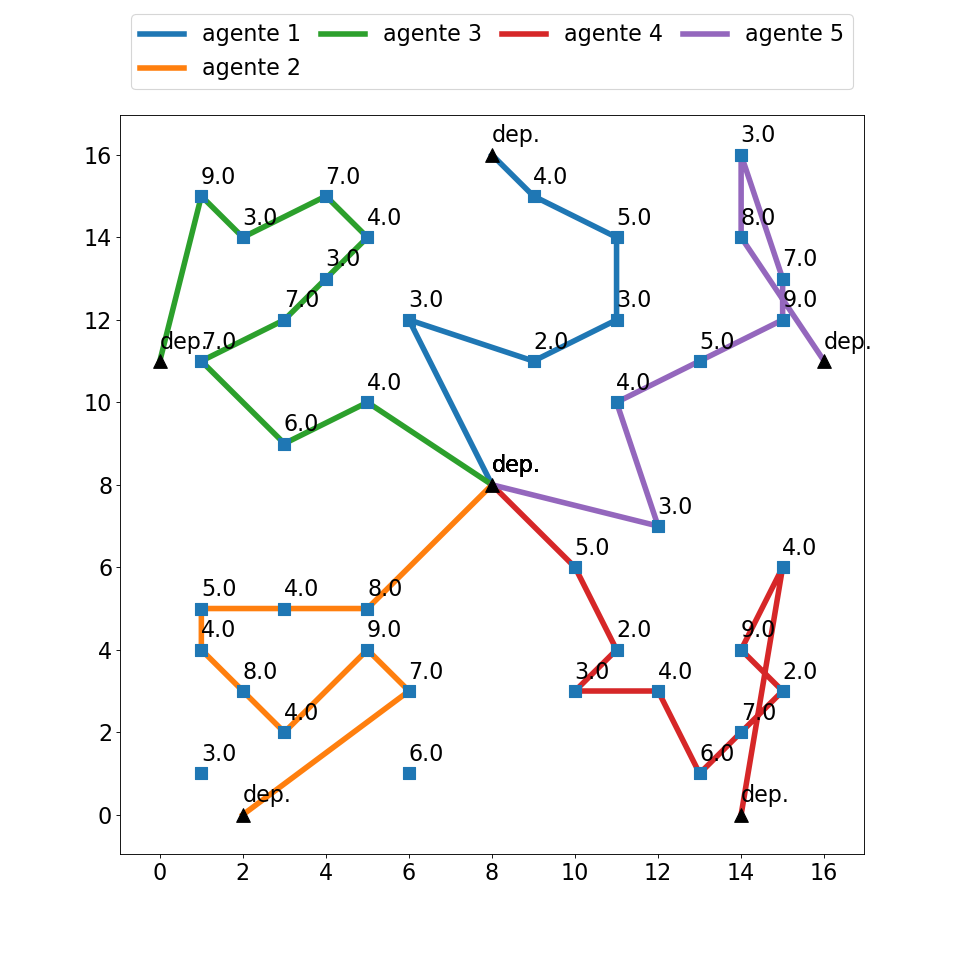 agente 1 agente 3 agente 4 agente 5
agente 2
dep. 3.0
9.0 7.0 4.0
3.0 4.0 5.0 8.0
3.0 7.0
7.0 3.0 3.0 9.0
dep. 7.0 2.0 5.0 dep.
4.0 4.0
6.0
dep.
3.0
5.0 4.0
5.0 4.0 8.0
4.0 9.0 2.0 9.0
8.0 7.0 3.0 4.0 2.0
4.0 7.0
3.0 6.0 6.0
dep. dep.
16
14
12
10
8
6
4
2
0
0 2 4 6 8 10 12 14 16